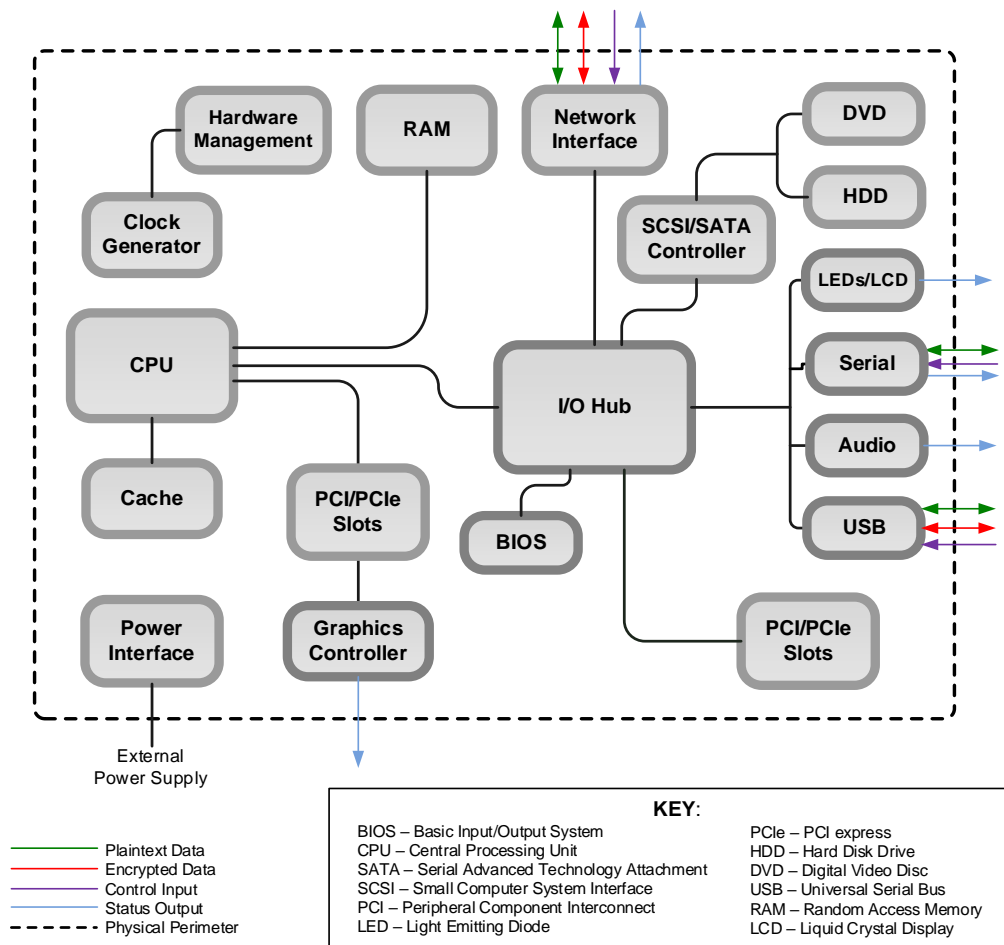 Hardware
Management
RAM
Network
Interface
DVD
HDD
Clock
Generator
SCSI/SATA
Controller
LEDs/LCD
CPU
Serial
I/O Hub
Audio
Cache
PCI/PCIe
Slots
BIOS
USB
Power
Interface
Graphics
Controller
PCI/PCIe
Slots
External
Power Supply
Plaintext Data
Encrypted Data
Control Input
Status Output
Physical Perimeter
KEY:
BIOS – Basic Input/Output System
CPU – Central Processing Unit
SATA – Serial Advanced Technology Attachment
SCSI – Small Computer System Interface
PCI – Peripheral Component Interconnect
LED – Light Emitting Diode
PCIe – PCI express
HDD – Hard Disk Drive
DVD – Digital Video Disc
USB – Universal Serial Bus
RAM – Random Access Memory
LCD – Liquid Crystal Display